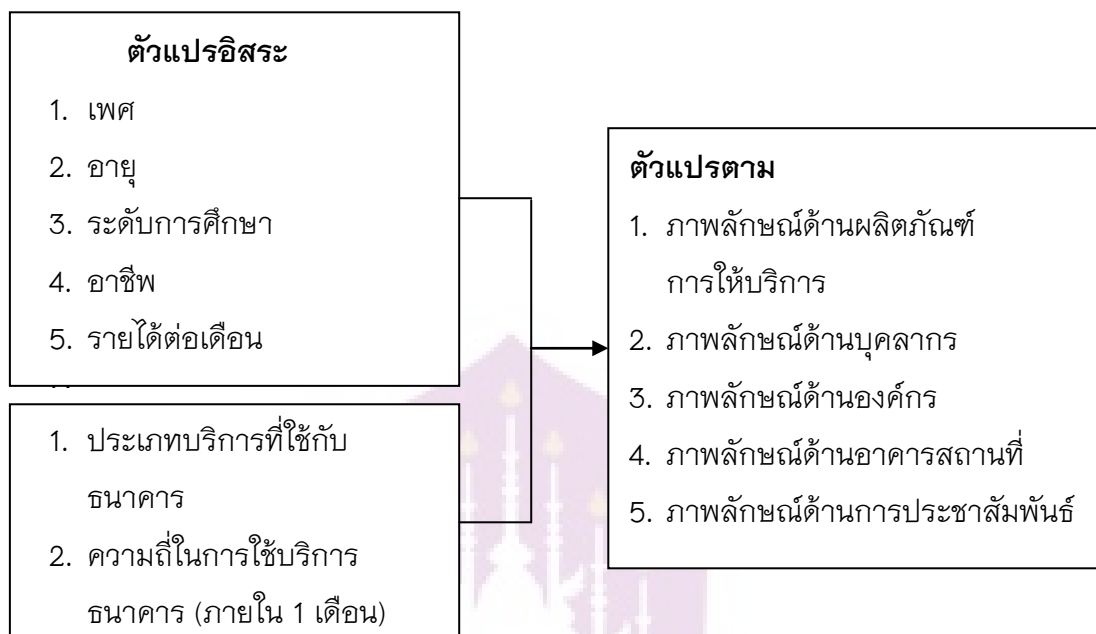 ตัวแปรอิสระ
1. เพศ
2. อายุ
3. ระดับการศึกษา
4. อาชีพ
5. รายได้ต่อเดือน
1. ประเภทบริการที่ใช้กับ
ธนาคาร
2. ความถี่ในการใช้บริการ
ธนาคาร (ภายใน 1 เดือน)
ตัวแปรตาม
1. ภาพลักษณ์ด้านผลิตภัณฑ์
การให้บริการ
2. ภาพลักษณ์ด้านบุคลากร
3. ภาพลักษณ์ด้านองค์กร
4. ภาพลักษณ์ด้านอาคารสถานที่
5. ภาพลักษณ์ด้านการประชาสัมพันธ์